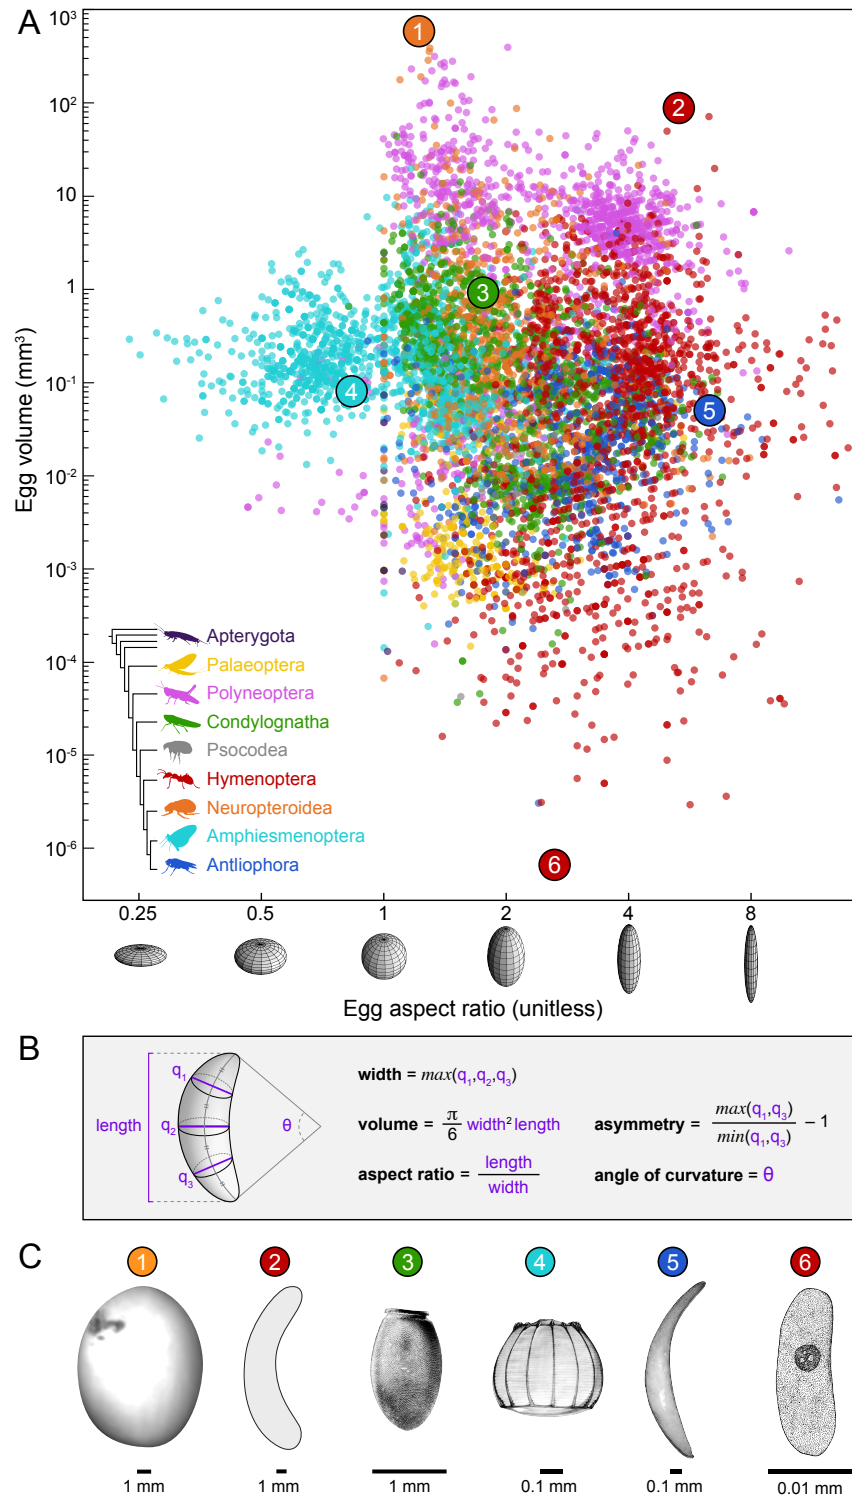 A
10³
10²
10
1
10⁻¹
10⁻²
10⁻³
10⁻⁴
10⁻⁵
10⁻⁶
Egg volume (mm³)
1
2
3
4
5
6
Apterygota
Palaeoptera
Polyneoptera
Condylognatha
Psocodea
Hymenoptera
Neuropteroidea
Amphiesmenoptera
Antliophora
0.25 0.5 1 2 4 8
Egg aspect ratio (unitless)
B
length
q₁
q₂
q₃
θ
width = max(q₁,q₂,q₃)
volume = π/6 width² length
aspect ratio = length/width
asymmetry = max(q₁,q₃)/min(q₁,q₃) − 1
angle of curvature = θ
C
1 2 3 4 5 6
1 mm 1 mm 1 mm 0.1 mm 0.1 mm 0.01 mm